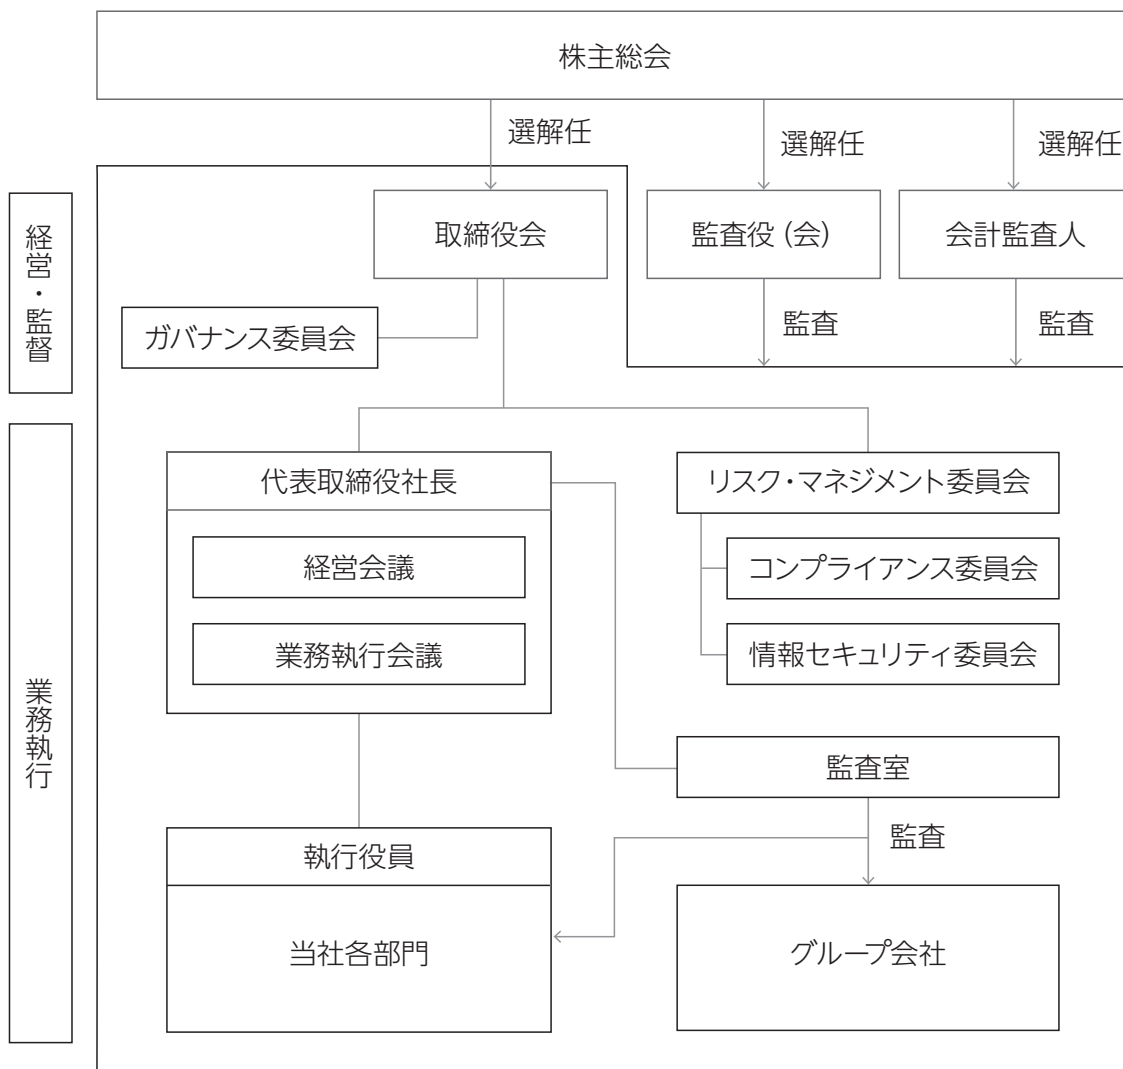 株主総会
選解任
選解任
選解任
経営・監督
取締役会
監査役（会）
会計監査人
ガバナンス委員会
監査
監査
業務執行
代表取締役社長
リスク・マネジメント委員会
経営会議
コンプライアンス委員会
業務執行会議
情報セキュリティ委員会
監査室
執行役員
監査
当社各部門
グループ会社